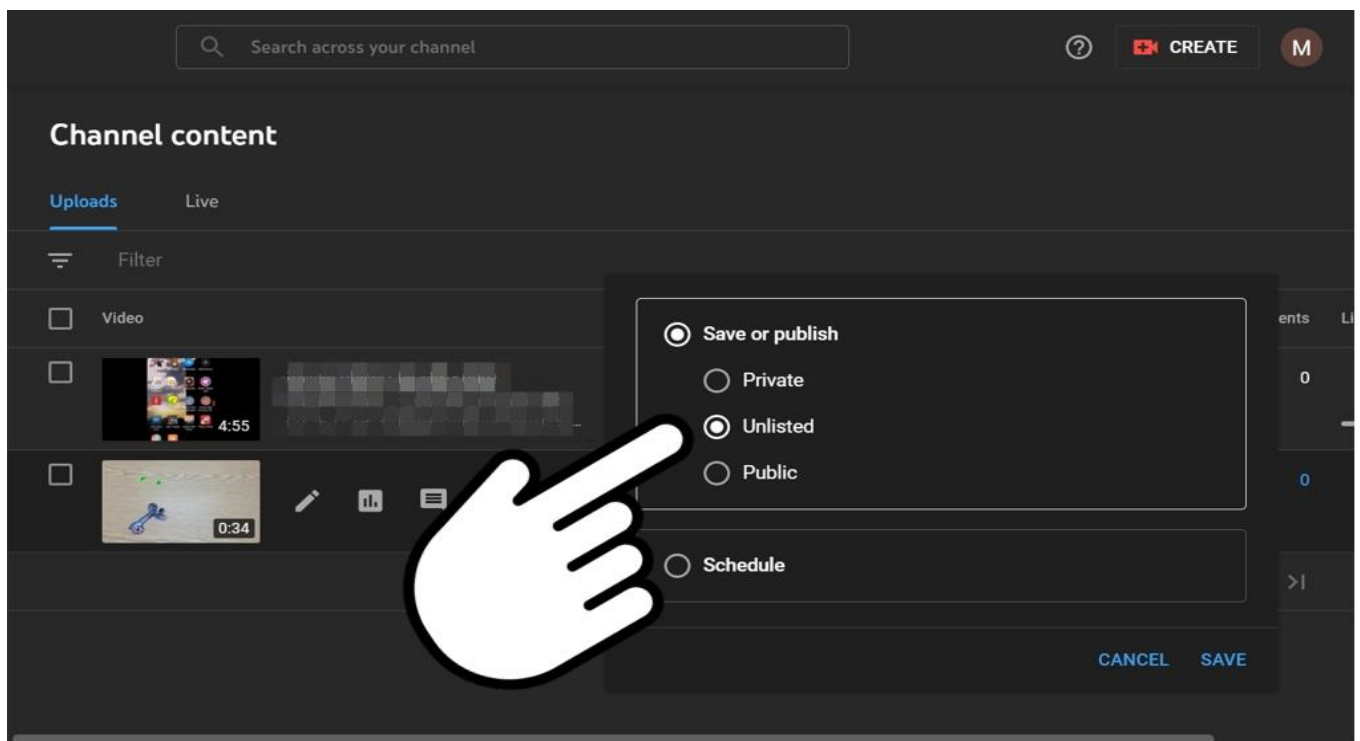 Search across your channel
CREATE
M
Channel content
Uploads Live
Filter
Video
ents
Li
Save or publish
Private
Unlisted
Public
4:55
0
0:34
0
Schedule
CANCEL SAVE